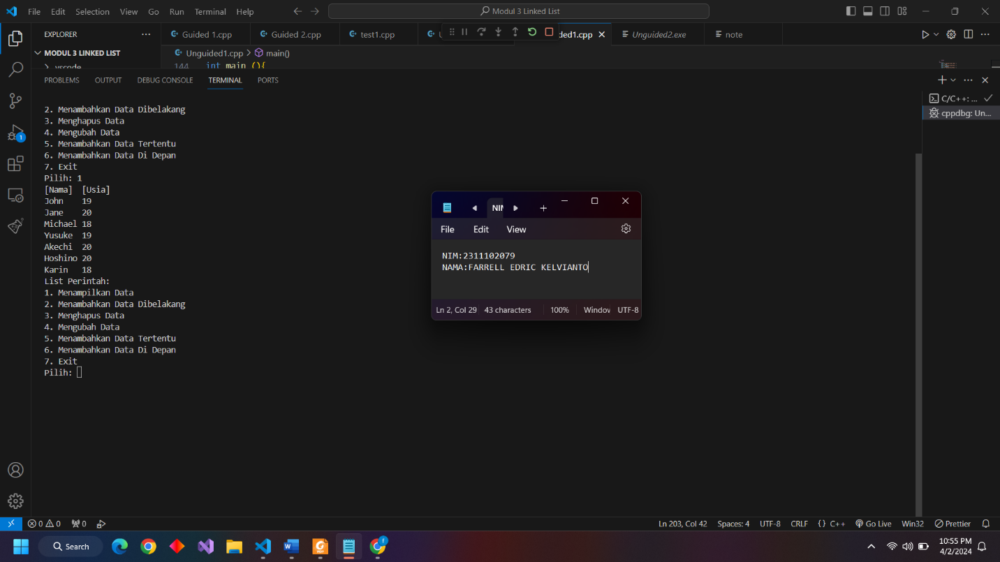 File Edit Selection View Go Run Terminal Help
Modul 3 Linked List
EXPLORER
Guided 1.cpp
Guided 2.cpp
test1.cpp
ded1.cpp
Unguided2.exe
note
MODUL 3 LINKED LIST
Unguided1.cpp > main()
.vscode
144 int main (){
PROBLEMS OUTPUT DEBUG CONSOLE TERMINAL PORTS
C/C++: ...
cppdbg: Un...
1
2. Menambahkan Data Dibelakang
3. Menghapus Data
4. Mengubah Data
5. Menambahkan Data Tertentu
6. Menambahkan Data Di Depan
7. Exit
Pilih: 1
[Nama] [Usia]
John 19
Jane 20
Michael 18
Yusuke 19
Akechi 20
Hoshino 20
Karin 18
List Perintah:
1. Menampilkan Data
2. Menambahkan Data Dibelakang
3. Menghapus Data
4. Mengubah Data
5. Menambahkan Data Tertentu
6. Menambahkan Data Di Depan
7. Exit
Pilih:
NIM
File Edit View
NIM:2311102079
NAMA:FARRELL EDRIC KELVIANTO
Ln 2, Col 29 43 characters 100% Window UTF-8
0 0 0 Ln 203, Col 42 Spaces: 4 UTF-8 CRLF {} C++ Go Live Win32 Prettier
Search
10:55 PM
4/2/2024